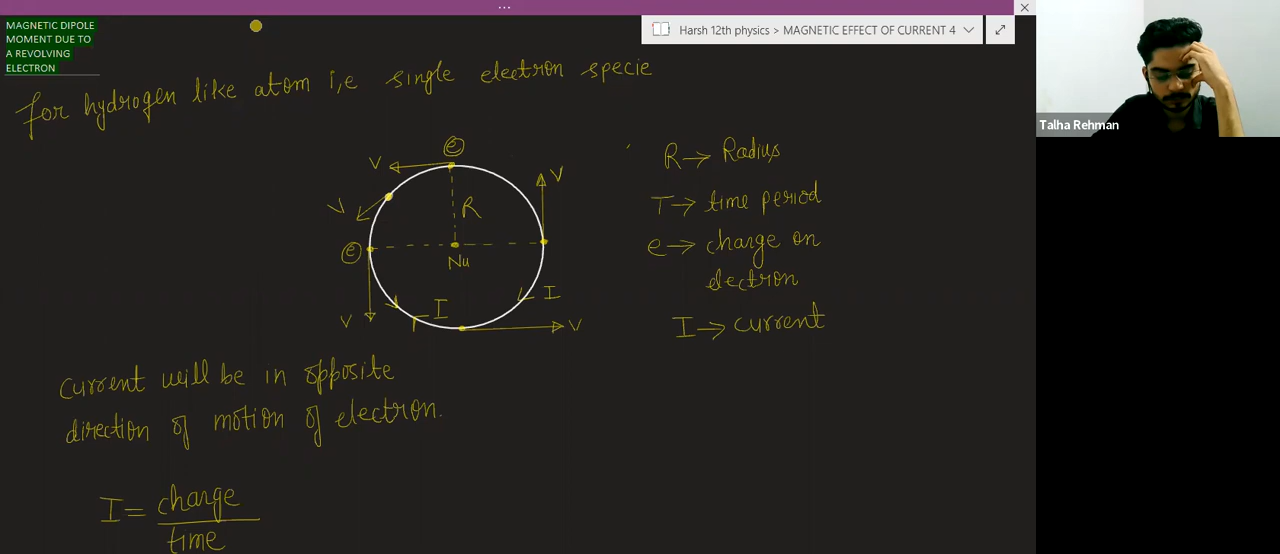 MAGNETIC DIPOLE
MOMENT DUE TO
A REVOLVING
ELECTRON
Harsh 12th physics > MAGNETIC EFFECT OF CURRENT 4
Talha Rehman
for hydrogen like atom i,e single electron specie
e
V
V
V
R
e
Nu
I
I
V
V
R → Radius
T → time period
e → charge on
electron
I → current
current will be in opposite
direction of motion of electron.
I = charge
time